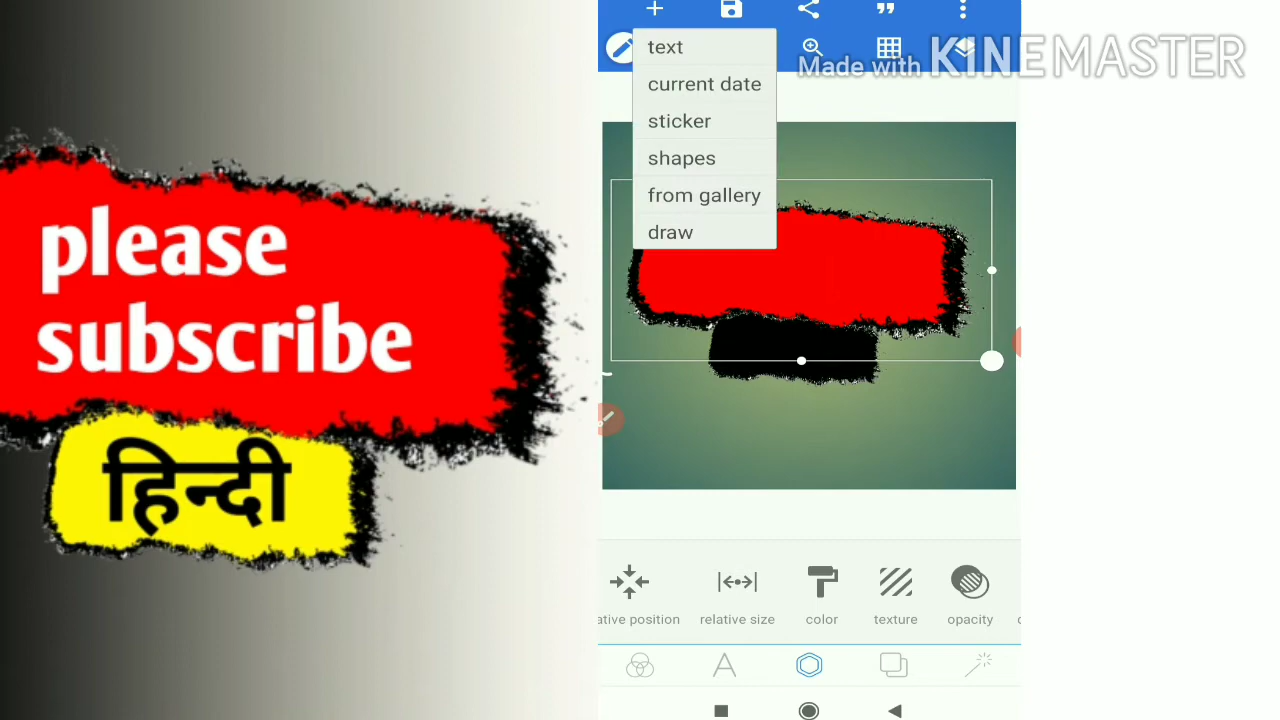 please
subscribe
हिन्दी
text
current date
sticker
shapes
from gallery
draw
Made with KINEMASTER
ative position
relative size
color
texture
opacity